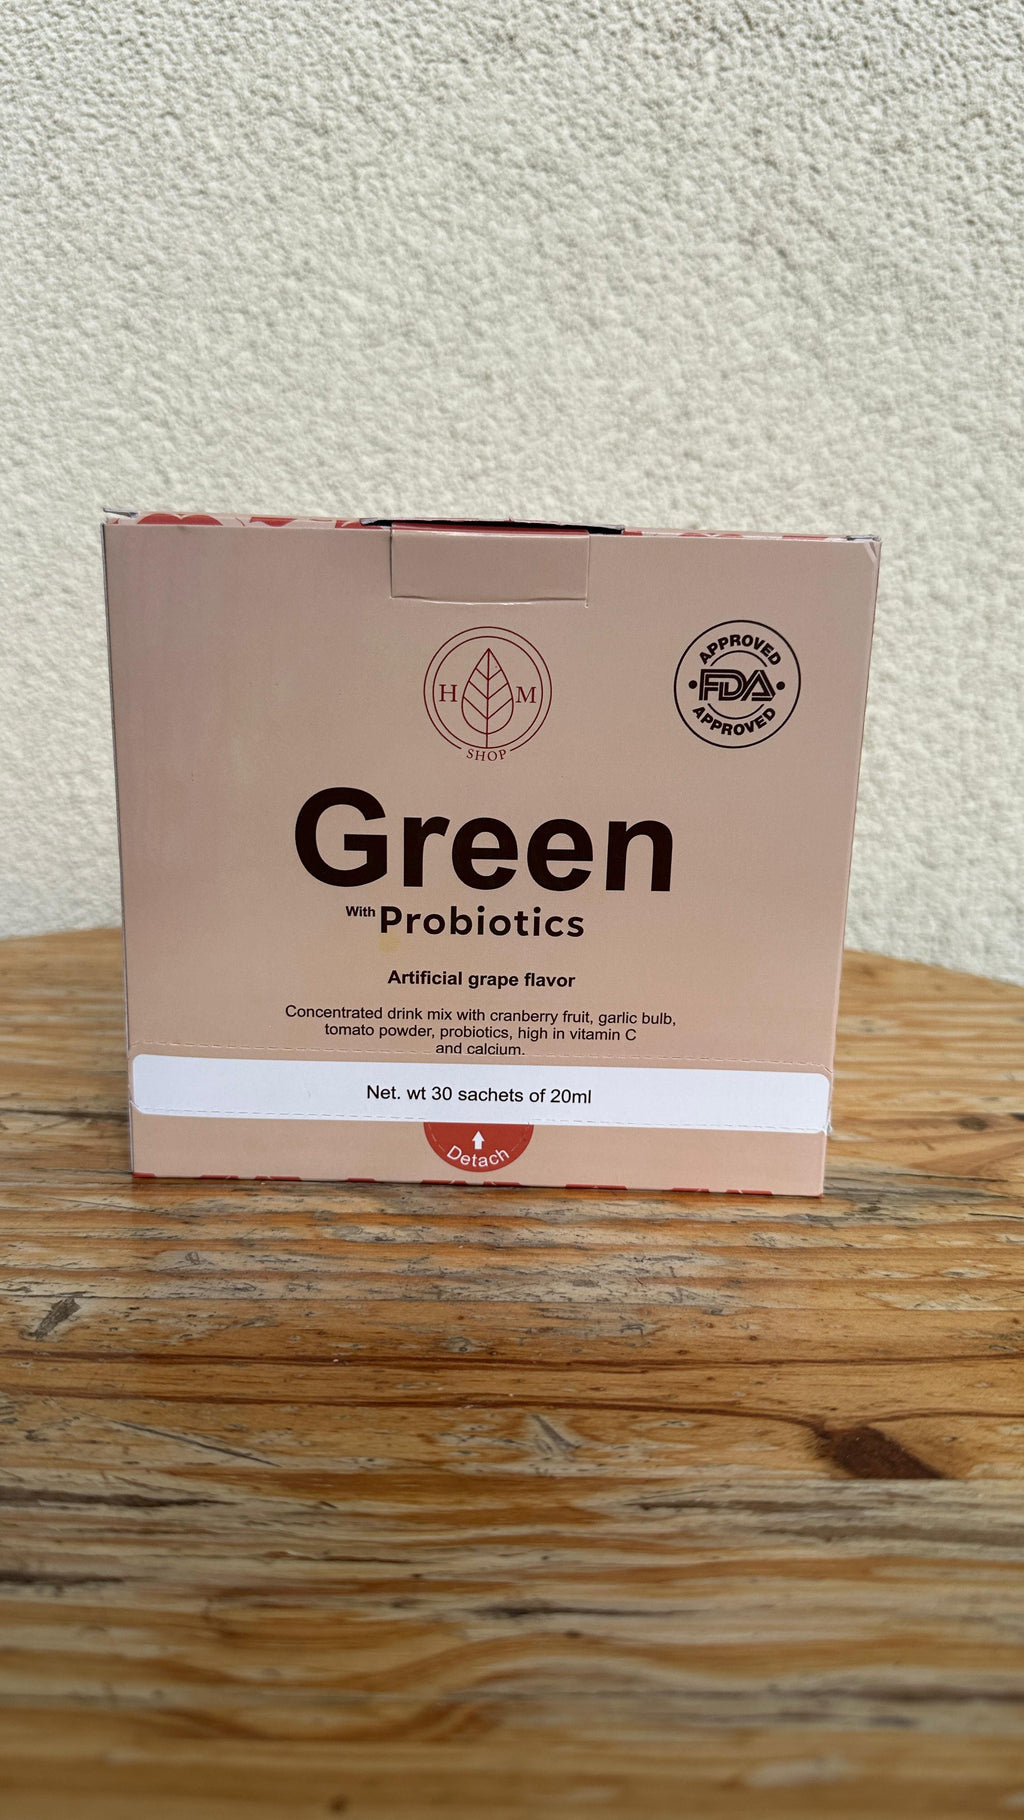 H M
SHOP
APPROVED
FDA
APPROVED
Green
With Probiotics
Artificial grape flavor
Concentrated drink mix with cranberry fruit, garlic bulb,
tomato powder, probiotics, high in vitamin C
and calcium.
Net. wt 30 sachets of 20ml
Detach